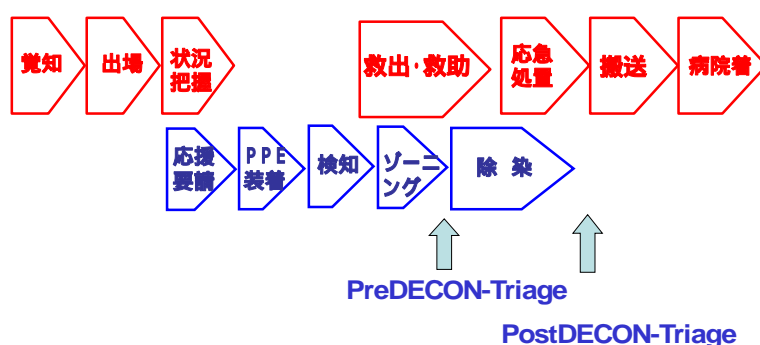 覚知
出場
状況
把握
救出・救助
応急
処置
搬送
病院着
応援
要請
PPE
装着
検知
ゾーニ
ング
除 染
PreDECON-Triage
PostDECON-Triage